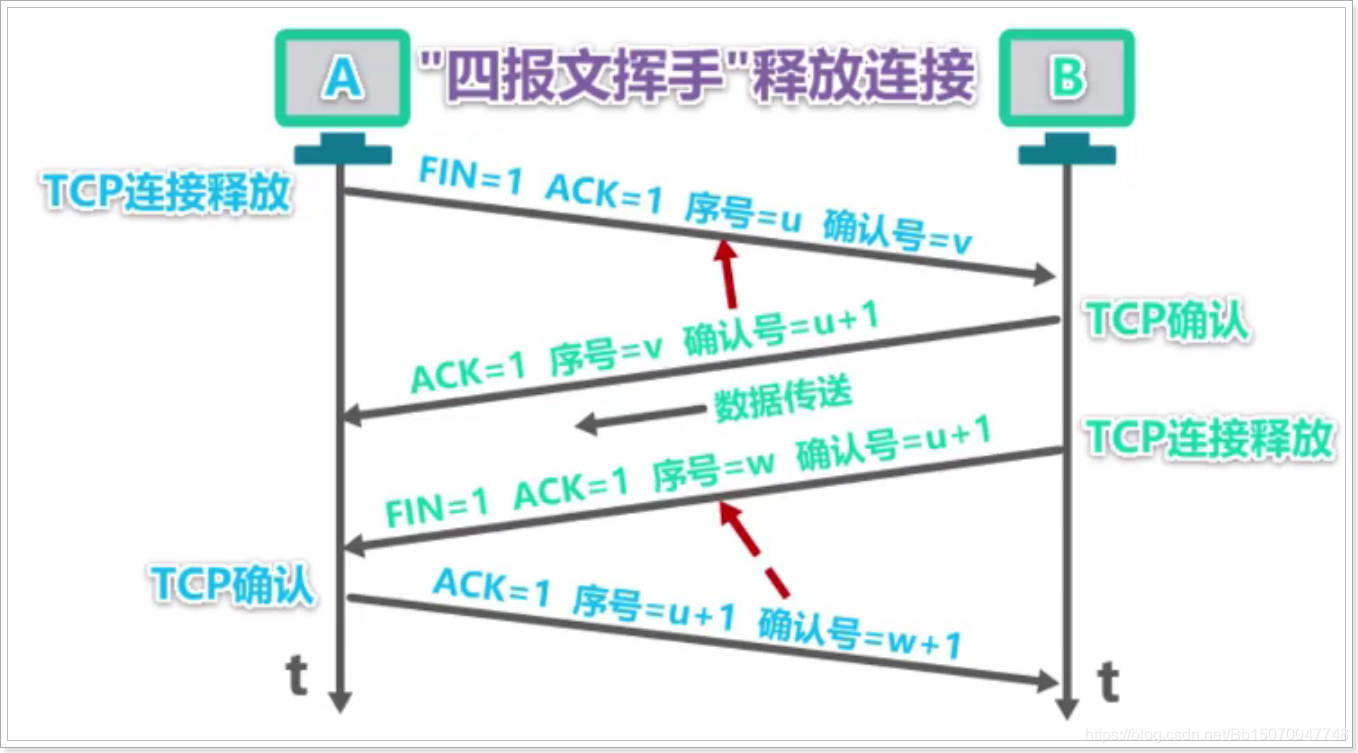 A
"四报文挥手"释放连接
B
TCP连接释放
FIN=1 ACK=1 序号=u 确认号=v
TCP确认
ACK=1 序号=v 确认号=u+1
数据传送
TCP连接释放
FIN=1 ACK=1 序号=w 确认号=u+1
TCP确认
ACK=1 序号=u+1 确认号=w+1
t
t
https://blog.csdn.net/Bb15070047748